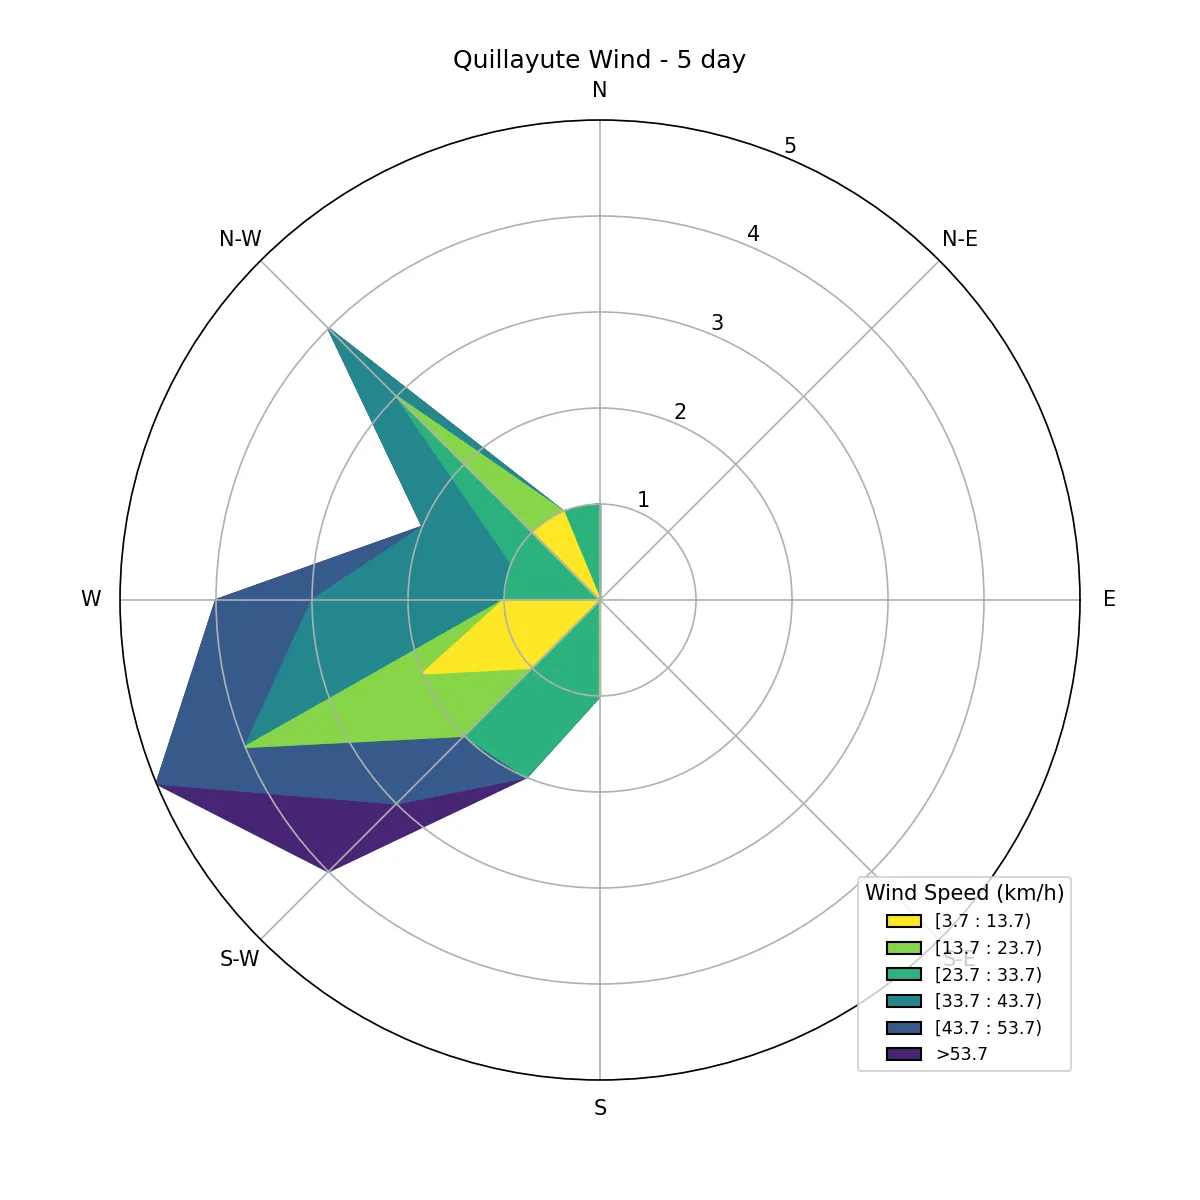 Quillayute Wind - 5 day
N
5
N-W
4
N-E
3
2
1
W
E
S-W
S-E
S
Wind Speed (km/h)
[3.7 : 13.7)
[13.7 : 23.7)
[23.7 : 33.7)
[33.7 : 43.7)
[43.7 : 53.7)
>53.7